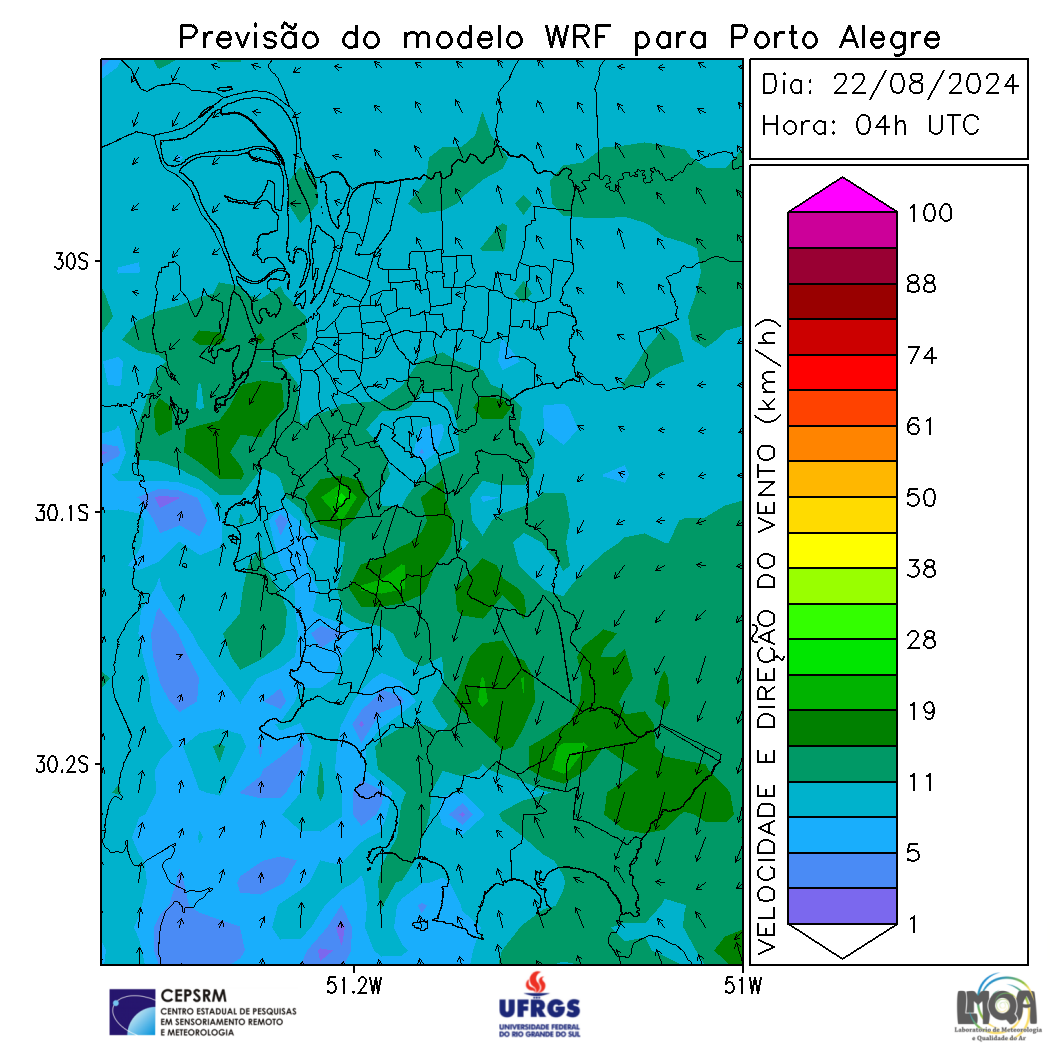 Previsão do modelo WRF para Porto Alegre
Dia: 22/08/2024
Hora: 04h UTC
30S
30.1S
30.2S
51.2W
51W
VELOCIDADE E DIREÇÃO DO VENTO (km/h)
100
88
74
61
50
38
28
19
11
5
1
CEPSRM
CENTRO ESTADUAL DE PESQUISAS
EM SENSORIAMENTO REMOTO
E METEOROLOGIA
UFRGS
UNIVERSIDADE FEDERAL
DO RIO GRANDE DO SUL
LMQA
Laboratório de Meteorologia
e Qualidade do Ar